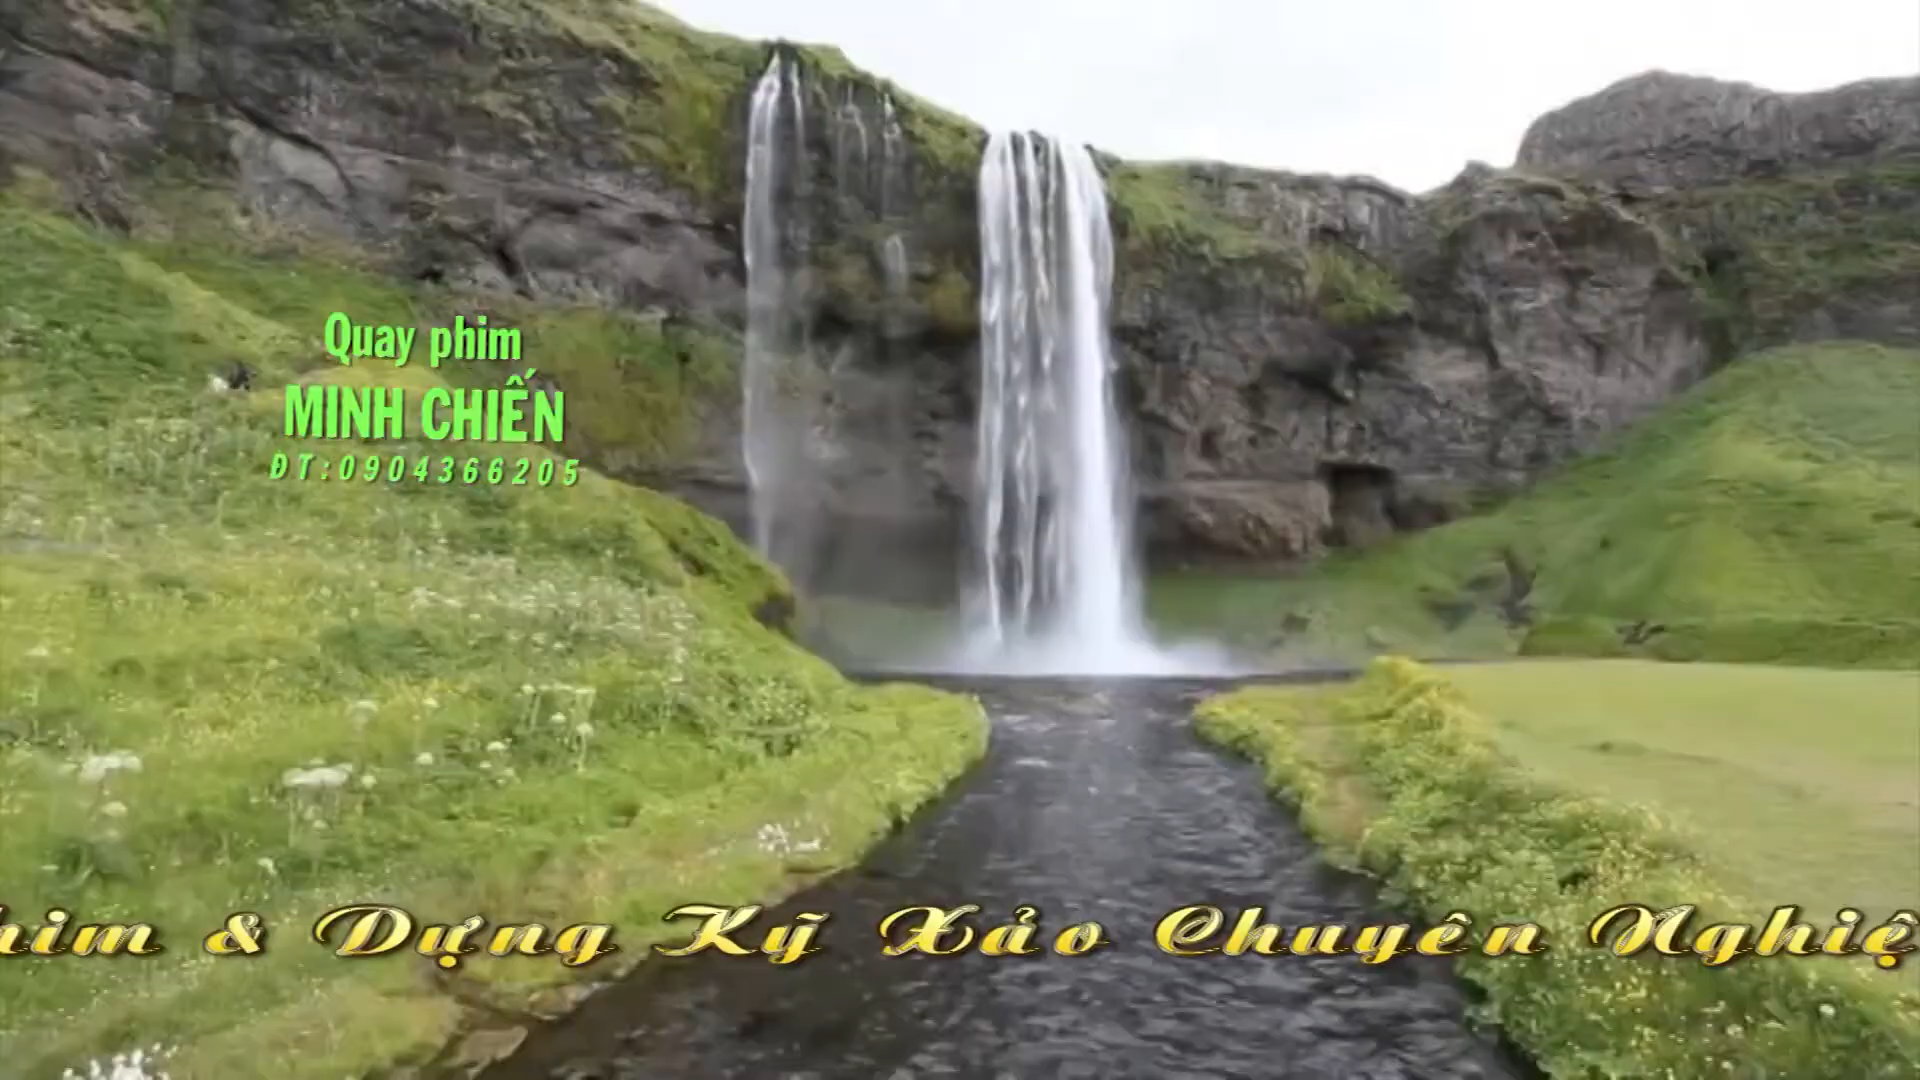 Quay phim
MINH CHIẾN
ĐT:0904366205
him & Dựng Kỹ Xảo Chuyên Nghiệ